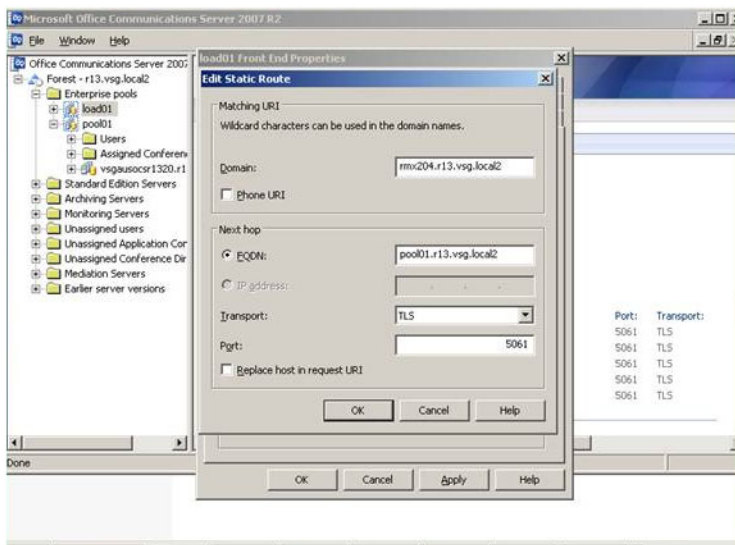 Microsoft Office Communications Server 2007 R2
File Window Help
Office Communications Server 2007
Forest - r13.vsg.local2
Enterprise pools
load01
pool01
Users
Assigned Conferen
vsgausocsr1320.r1
Standard Edition Servers
Archiving Servers
Monitoring Servers
Unassigned users
Unassigned Application Con
Unassigned Conference Dir
Mediation Servers
Earlier server versions
Done
load01 Front End Properties
Edit Static Route
Matching URI
Wildcard characters can be used in the domain names.
Domain: rmx204.r13.vsg.local2
Phone URI
Next hop
FQDN: pool01.r13.vsg.local2
IP address:
Transport: TLS
Port: 5061
Replace host in request URI
OK Cancel Help
OK Cancel Apply Help
Port: Transport:
5061 TLS
5061 TLS
5061 TLS
5061 TLS
5061 TLS